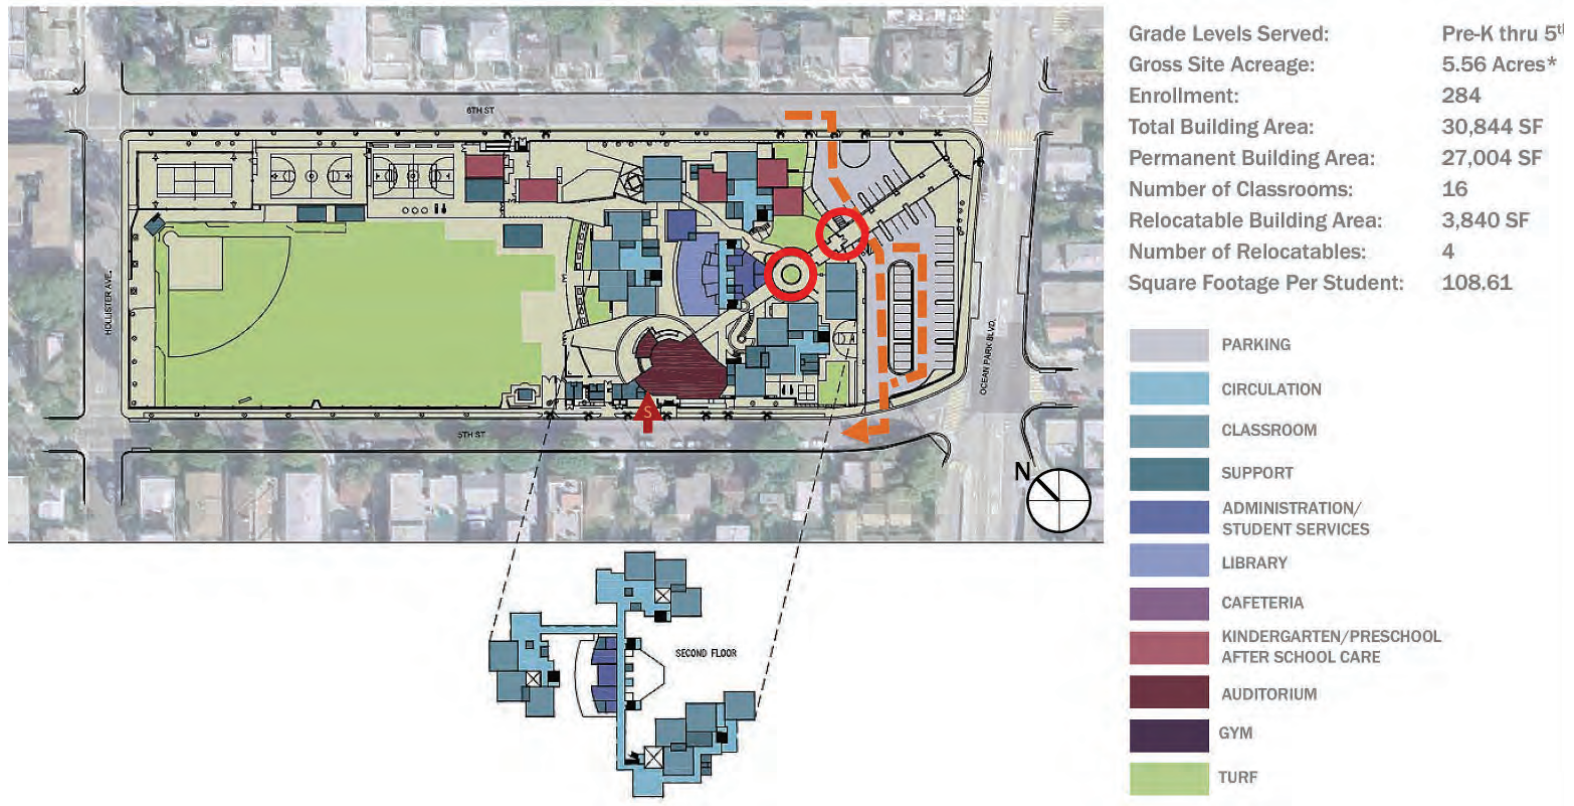 6TH ST
HOLLISTER AVE.
OCEAN PARK BLVD.
5TH ST
S
N
SECOND FLOOR
Grade Levels Served: Pre-K thru 5t
Gross Site Acreage: 5.56 Acres*
Enrollment: 284
Total Building Area: 30,844 SF
Permanent Building Area: 27,004 SF
Number of Classrooms: 16
Relocatable Building Area: 3,840 SF
Number of Relocatables: 4
Square Footage Per Student: 108.61
PARKING
CIRCULATION
CLASSROOM
SUPPORT
ADMINISTRATION/
STUDENT SERVICES
LIBRARY
CAFETERIA
KINDERGARTEN/PRESCHOOL
AFTER SCHOOL CARE
AUDITORIUM
GYM
TURF